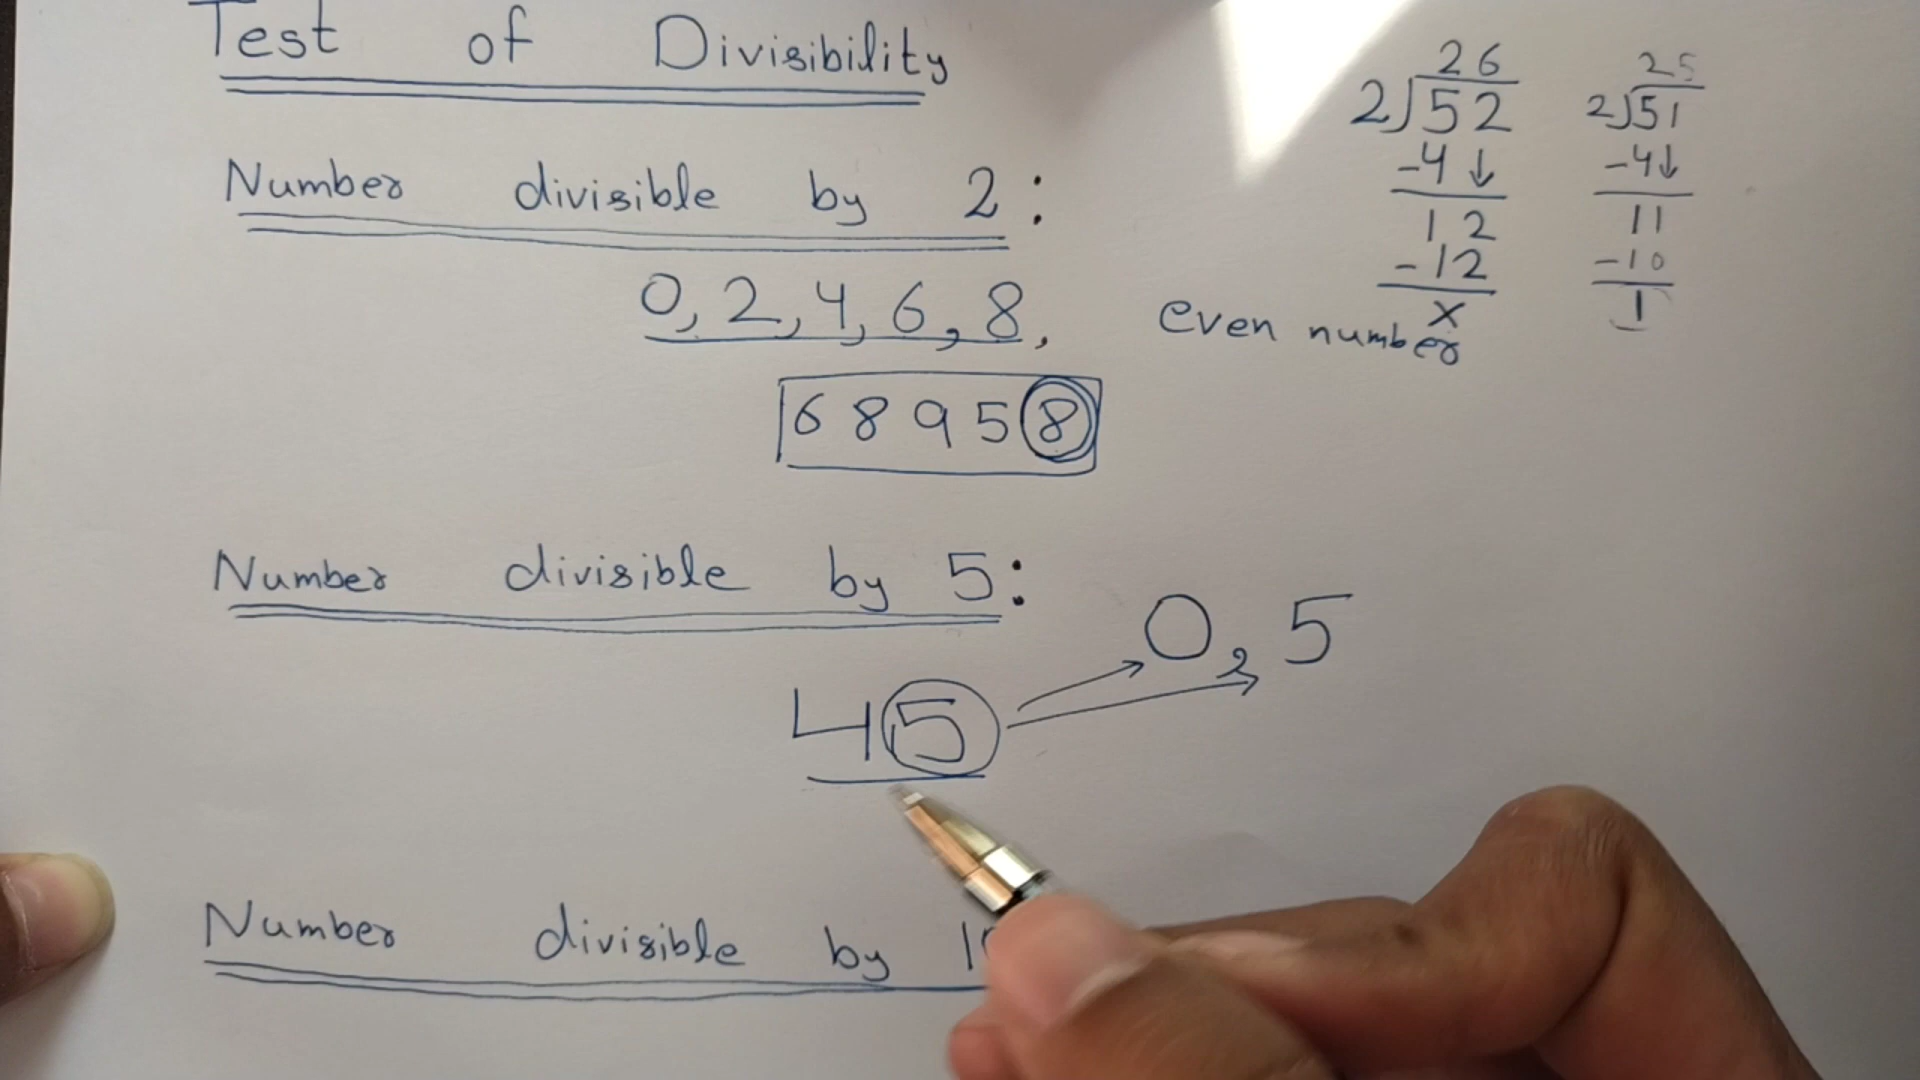 Test of Divisibility
Number divisible by 2:
0, 2, 4, 6, 8,
even number
68958
26
2)52
-4↓
12
-12
x
25
2)51
-4↓
11
-10
1
Number divisible by 5:
0, 5
45
Number divisible by